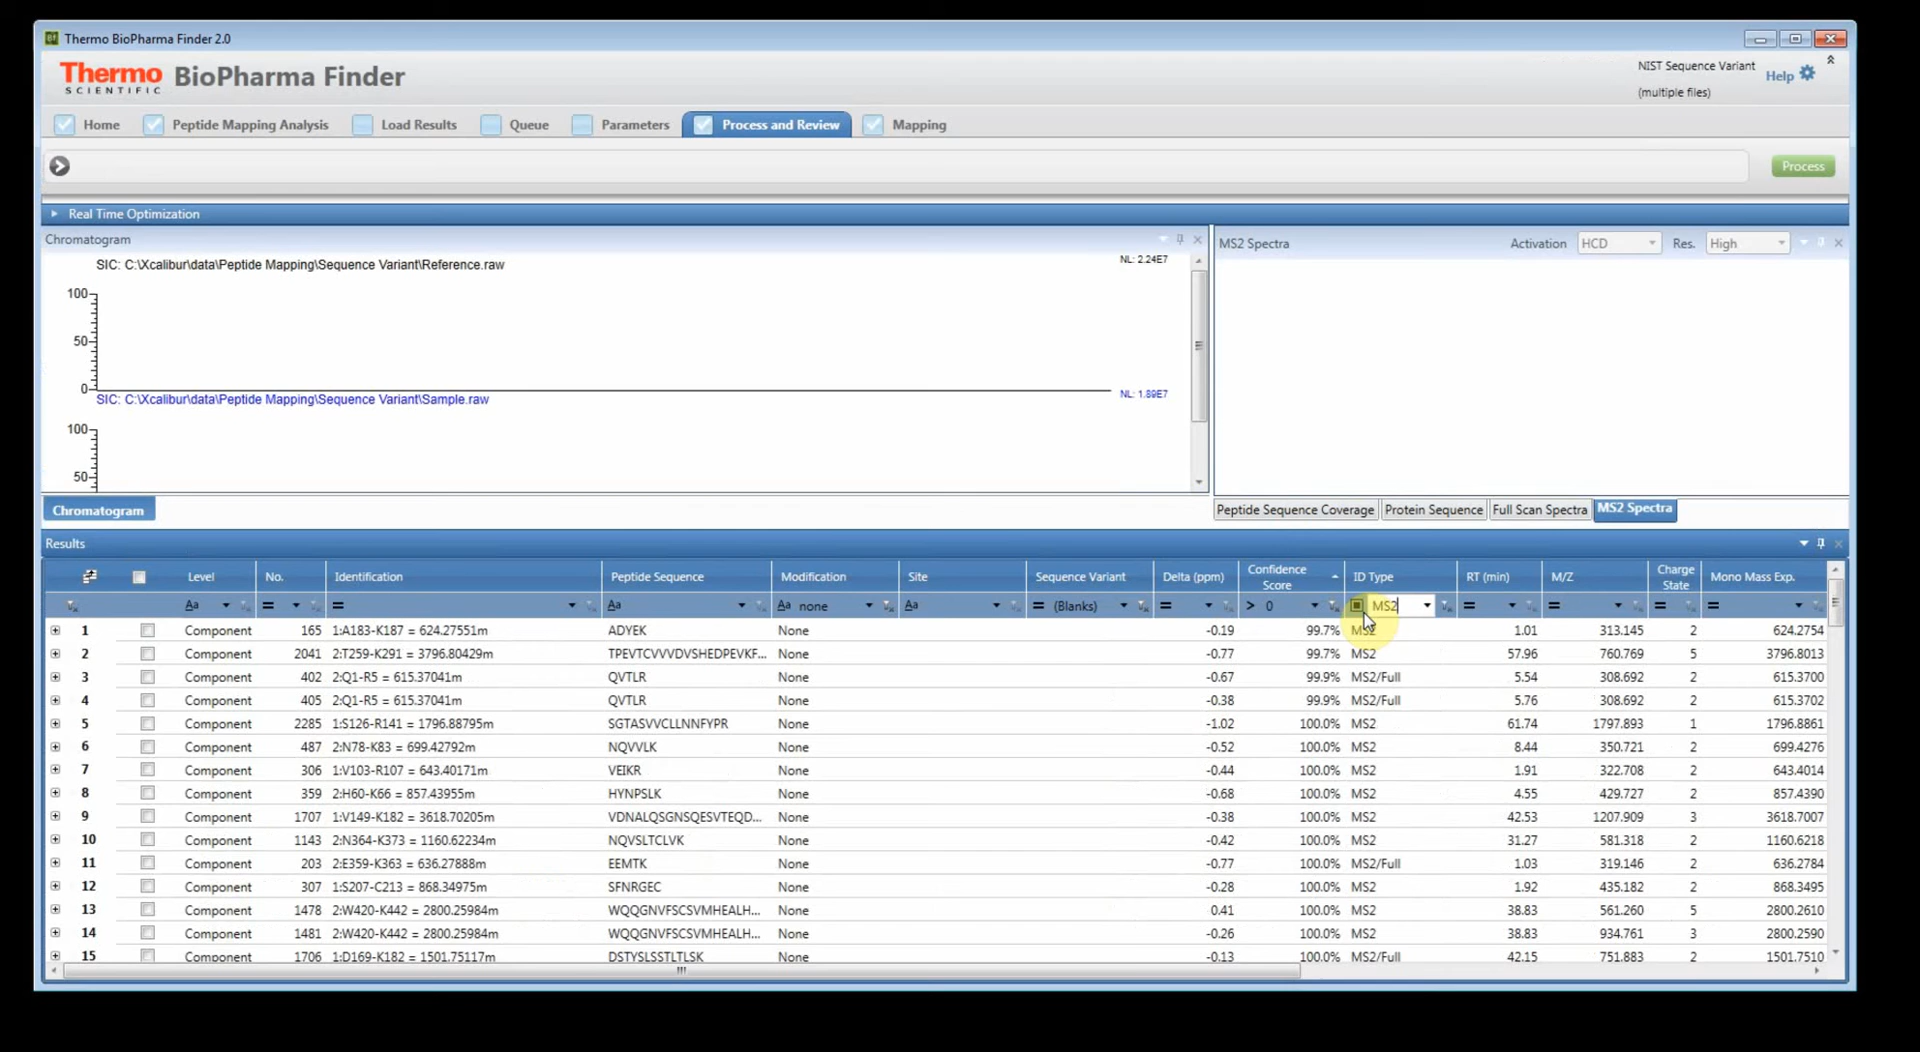 Thermo BioPharma Finder 2.0
Thermo SCIENTIFIC BioPharma Finder
NIST Sequence Variant
(multiple files)
Help
Home Peptide Mapping Analysis Load Results Queue Parameters Process and Review Mapping
Process
Real Time Optimization
Chromatogram
SIC: C:\Xcalibur\data\Peptide Mapping\Sequence Variant\Reference.raw NL: 2.24E7
100
50
0
SIC: C:\Xcalibur\data\Peptide Mapping\Sequence Variant\Sample.raw NL: 1.89E7
100
50
Chromatogram
MS2 Spectra Activation HCD Res. High
Peptide Sequence Coverage Protein Sequence Full Scan Spectra MS2 Spectra
Results
Level No. Identification Peptide Sequence Modification Site Sequence Variant Delta (ppm) Confidence Score ID Type RT (min) M/Z Charge State Mono Mass Exp.
Aa = = Aa Aa none Aa = (Blanks) = > 0 MS2 = = = =
1 Component 165 1:A183-K187 = 624.27551m ADYEK None -0.19 99.7% MS2 1.01 313.145 2 624.2754
2 Component 2041 2:T259-K291 = 3796.80429m TPEVTCVVVDVSHEDPEVKF... None -0.77 99.7% MS2 57.96 760.769 5 3796.8013
3 Component 402 2:Q1-R5 = 615.37041m QVTLR None -0.67 99.9% MS2/Full 5.54 308.692 2 615.3700
4 Component 405 2:Q1-R5 = 615.37041m QVTLR None -0.38 99.9% MS2/Full 5.76 308.692 2 615.3702
5 Component 2285 1:S126-R141 = 1796.88795m SGTASVVCLLNNFYPR None -1.02 100.0% MS2 61.74 1797.893 1 1796.8861
6 Component 487 2:N78-K83 = 699.42792m NQVVLK None -0.52 100.0% MS2 8.44 350.721 2 699.4276
7 Component 306 1:V103-R107 = 643.40171m VEIKR None -0.44 100.0% MS2 1.91 322.708 2 643.4014
8 Component 359 2:H60-K66 = 857.43955m HYNPSLK None -0.68 100.0% MS2 4.55 429.727 2 857.4390
9 Component 1707 1:V149-K182 = 3618.70205m VDNALQSGNSQESVTEQD... None -0.38 100.0% MS2 42.53 1207.909 3 3618.7007
10 Component 1143 2:N364-K373 = 1160.62234m NQVSLTCLVK None -0.42 100.0% MS2 31.27 581.318 2 1160.6218
11 Component 203 2:E359-K363 = 636.27888m EEMTK None -0.77 100.0% MS2/Full 1.03 319.146 2 636.2784
12 Component 307 1:S207-C213 = 868.34975m SFNRGEC None -0.28 100.0% MS2 1.92 435.182 2 868.3495
13 Component 1478 2:W420-K442 = 2800.25984m WQQGNVFSCSVMHEALH... None 0.41 100.0% MS2 38.83 561.260 5 2800.2610
14 Component 1481 2:W420-K442 = 2800.25984m WQQGNVFSCSVMHEALH... None -0.26 100.0% MS2 38.83 934.761 3 2800.2590
15 Component 1706 1:D169-K182 = 1501.75117m DSTYSLSSTLTLSK None -0.13 100.0% MS2/Full 42.15 751.883 2 1501.7510